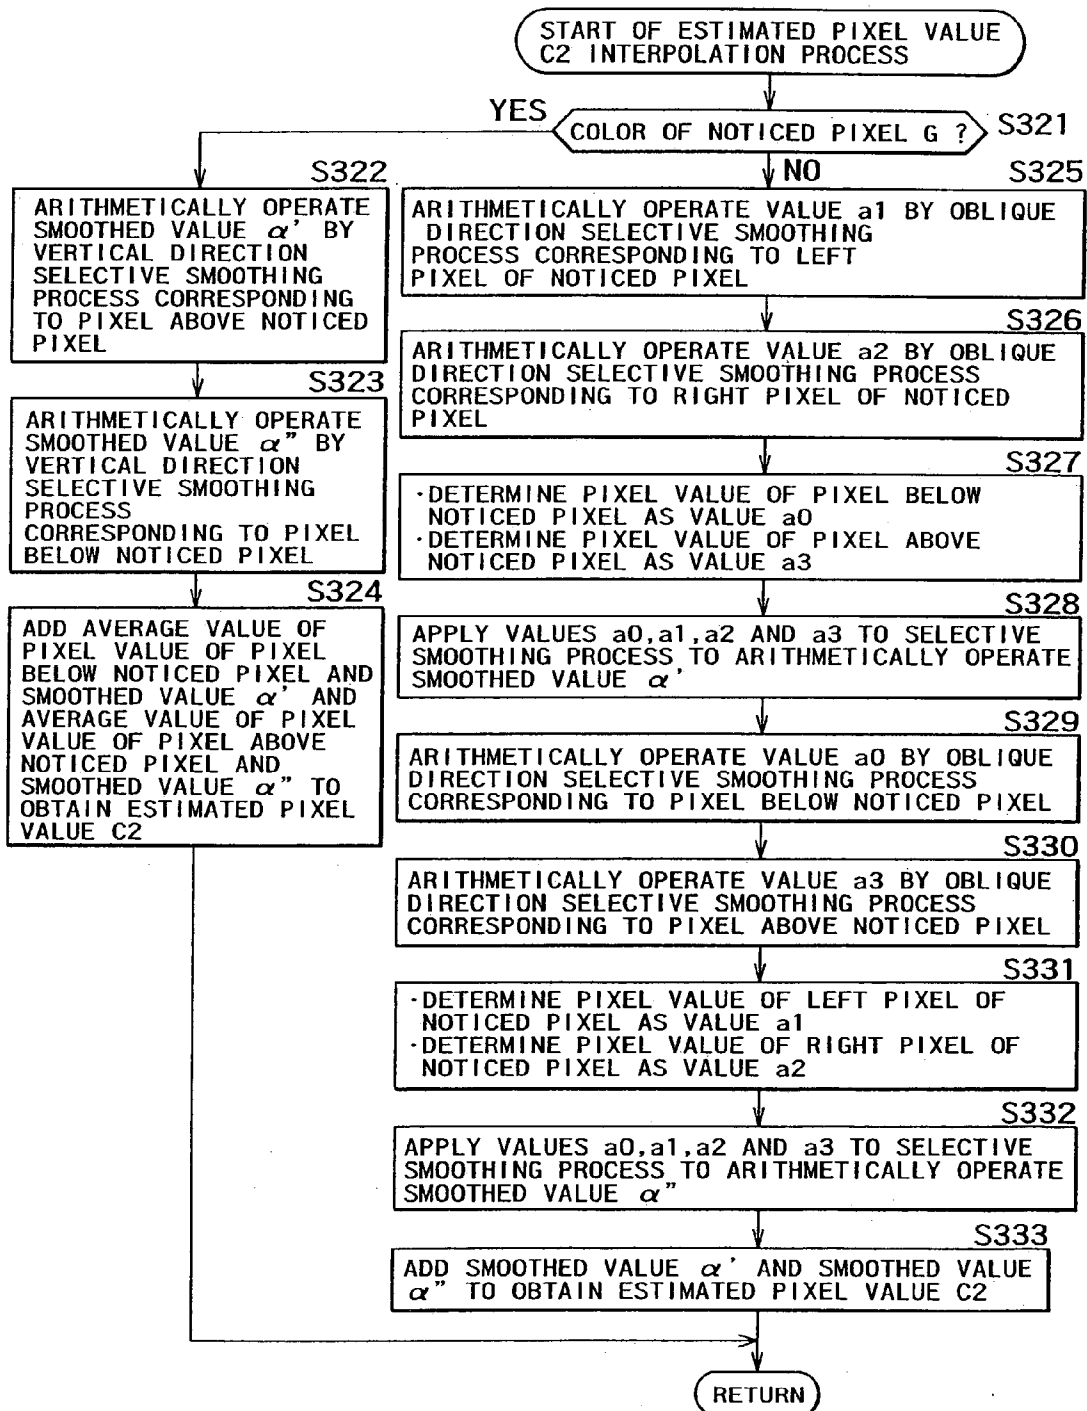 START OF ESTIMATED PIXEL VALUE
C2 INTERPOLATION PROCESS
YES
COLOR OF NOTICED PIXEL G ?
S321
NO
S322
ARITHMETICALLY OPERATE
SMOOTHED VALUE α' BY
VERTICAL DIRECTION
SELECTIVE SMOOTHING
PROCESS CORRESPONDING
TO PIXEL ABOVE NOTICED
PIXEL
S323
ARITHMETICALLY OPERATE
SMOOTHED VALUE α" BY
VERTICAL DIRECTION
SELECTIVE SMOOTHING
PROCESS
CORRESPONDING TO PIXEL
BELOW NOTICED PIXEL
S324
ADD AVERAGE VALUE OF
PIXEL VALUE OF PIXEL
BELOW NOTICED PIXEL AND
SMOOTHED VALUE α' AND
AVERAGE VALUE OF PIXEL
VALUE OF PIXEL ABOVE
NOTICED PIXEL AND
SMOOTHED VALUE α" TO
OBTAIN ESTIMATED PIXEL
VALUE C2
S325
ARITHMETICALLY OPERATE VALUE a1 BY OBLIQUE
DIRECTION SELECTIVE SMOOTHING
PROCESS CORRESPONDING TO LEFT
PIXEL OF NOTICED PIXEL
S326
ARITHMETICALLY OPERATE VALUE a2 BY OBLIQUE
DIRECTION SELECTIVE SMOOTHING PROCESS
CORRESPONDING TO RIGHT PIXEL OF NOTICED
PIXEL
S327
·DETERMINE PIXEL VALUE OF PIXEL BELOW
NOTICED PIXEL AS VALUE a0
·DETERMINE PIXEL VALUE OF PIXEL ABOVE
NOTICED PIXEL AS VALUE a3
S328
APPLY VALUES a0,a1,a2 AND a3 TO SELECTIVE
SMOOTHING PROCESS TO ARITHMETICALLY OPERATE
SMOOTHED VALUE α'
S329
ARITHMETICALLY OPERATE VALUE a0 BY OBLIQUE
DIRECTION SELECTIVE SMOOTHING PROCESS
CORRESPONDING TO PIXEL BELOW NOTICED PIXEL
S330
ARITHMETICALLY OPERATE VALUE a3 BY OBLIQUE
DIRECTION SELECTIVE SMOOTHING PROCESS
CORRESPONDING TO PIXEL ABOVE NOTICED PIXEL
S331
·DETERMINE PIXEL VALUE OF LEFT PIXEL OF
NOTICED PIXEL AS VALUE a1
·DETERMINE PIXEL VALUE OF RIGHT PIXEL OF
NOTICED PIXEL AS VALUE a2
S332
APPLY VALUES a0,a1,a2 AND a3 TO SELECTIVE
SMOOTHING PROCESS TO ARITHMETICALLY OPERATE
SMOOTHED VALUE α"
S333
ADD SMOOTHED VALUE α' AND SMOOTHED VALUE
α" TO OBTAIN ESTIMATED PIXEL VALUE C2
RETURN